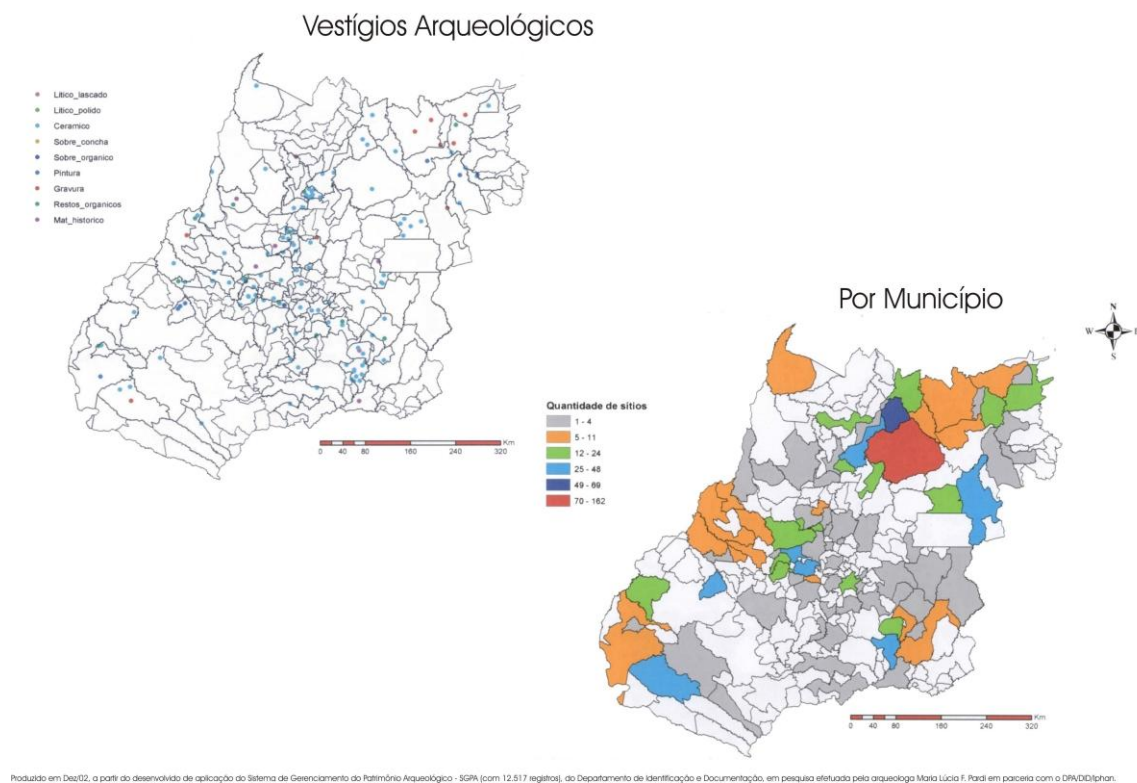 Vestígios Arqueológicos
Lítico_lascado
Lítico_polido
Ceramico
Sobre_concha
Sobre_organico
Pintura
Gravura
Restos_organicos
Mat_historico
0 40 80 160 240 320 Km
Por Município
N
W E
S
Quantidade de sítios
1 - 4
5 - 11
12 - 24
25 - 48
49 - 69
70 - 162
0 40 80 160 240 320 Km
Produzido em Dez/02, a partir do desenvolvido de aplicação do Sistema de Gerenciamento do Patrimônio Arqueológico - SGPA (com 12.517 registros), do Departamento de Identificação e Documentação, em pesquisa efetuada pela arqueologa Maria Lúcia F. Pardi em parceria com o DPA/DID/Iphan.